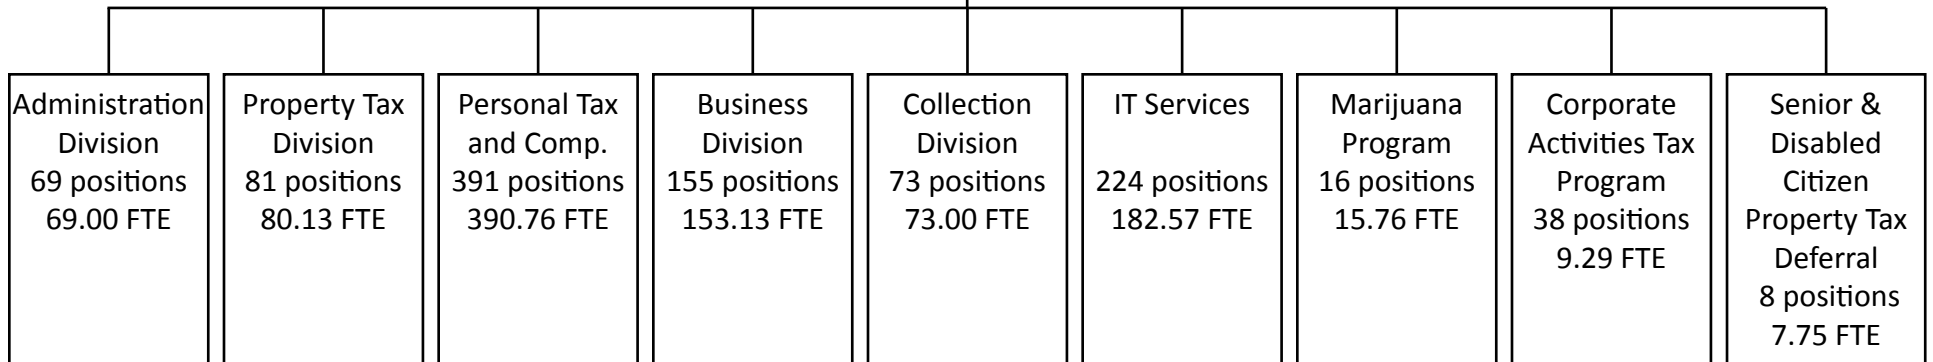 Administration
Division
69 positions
69.00 FTE
Property Tax
Division
81 positions
80.13 FTE
Personal Tax
and Comp.
391 positions
390.76 FTE
Business
Division
155 positions
153.13 FTE
Collection
Division
73 positions
73.00 FTE
IT Services
224 positions
182.57 FTE
Marijuana
Program
16 positions
15.76 FTE
Corporate
Activities Tax
Program
38 positions
9.29 FTE
Senior &
Disabled
Citizen
Property Tax
Deferral
8 positions
7.75 FTE